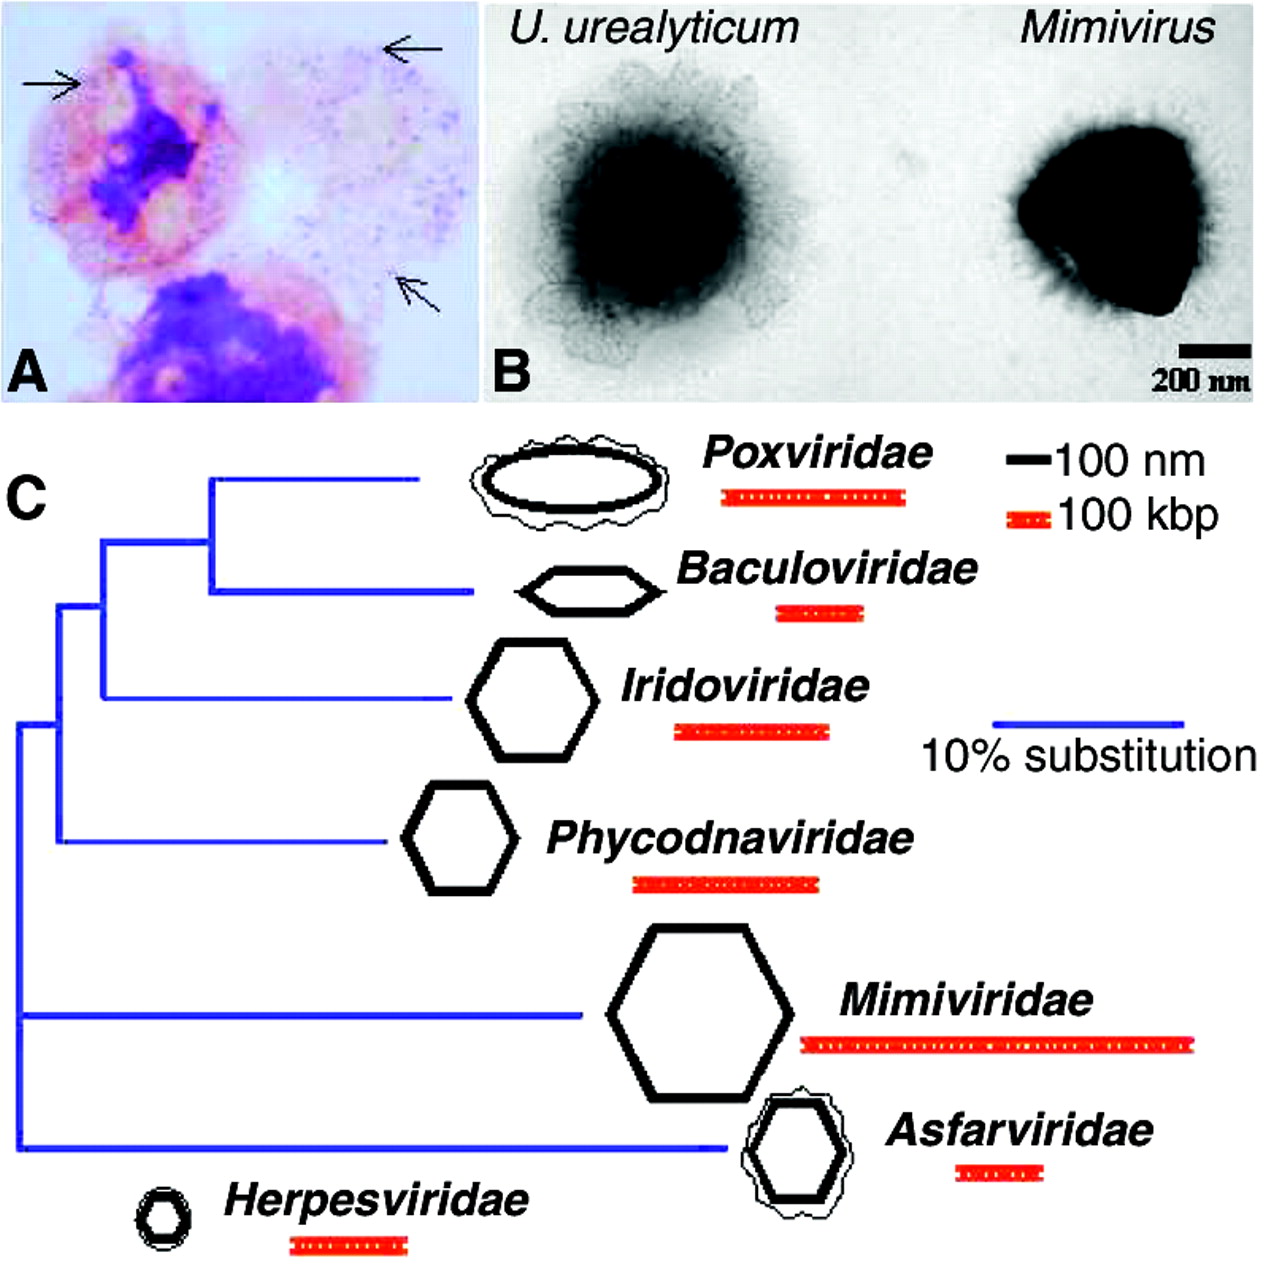 U. urealyticum
Mimivirus
A
B
200 nm
C
Poxviridae
100 nm
100 kbp
Baculoviridae
Iridoviridae
10% substitution
Phycodnaviridae
Mimiviridae
Asfarviridae
Herpesviridae